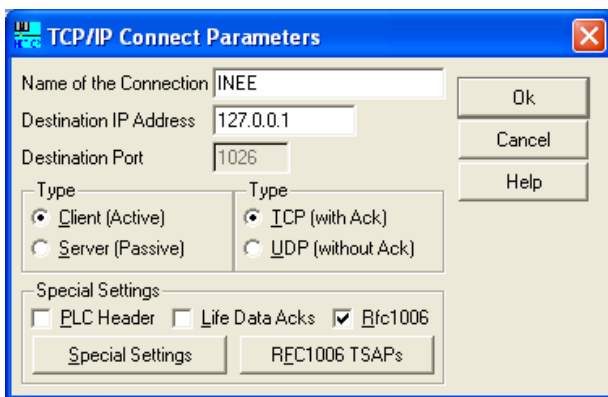 TCP/IP Connect Parameters
Name of the Connection INEE
Destination IP Address 127.0.0.1
Destination Port 1026
Ok
Cancel
Help
Type
Client (Active)
Server (Passive)
Type
TCP (with Ack)
UDP (without Ack)
Special Settings
PLC Header Life Data Acks Rfc1006
Special Settings RFC1006 TSAPs